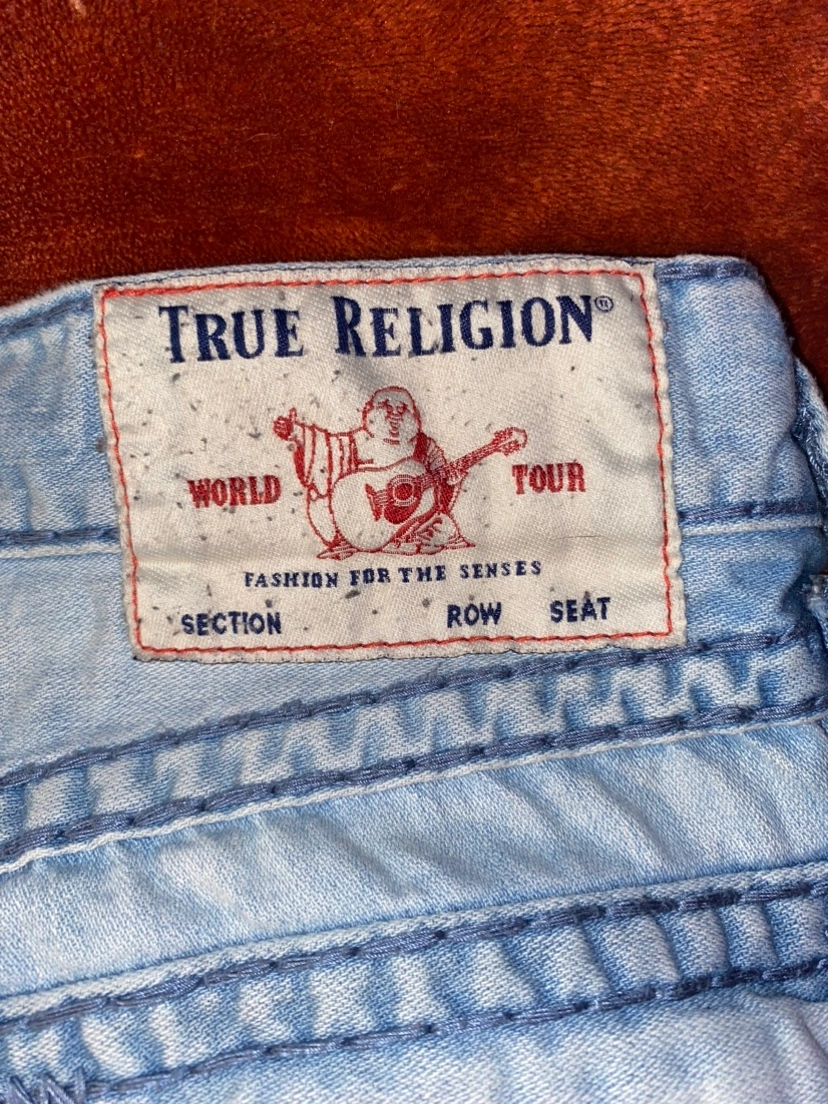 TRUE RELIGION®
WORLD TOUR
FASHION FOR THE SENSES
SECTION ROW SEAT